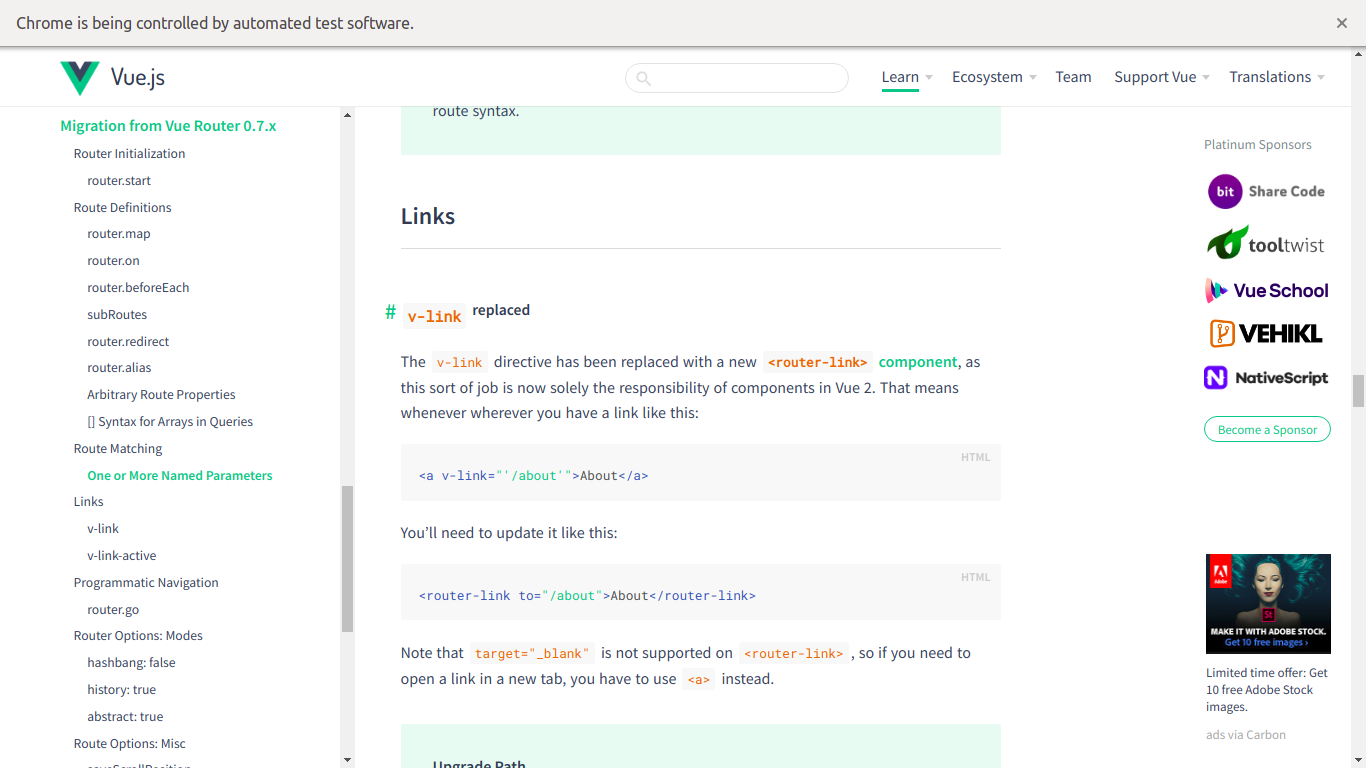 Chrome is being controlled by automated test software.
Vue.js
Learn
Ecosystem
Team
Support Vue
Translations
Migration from Vue Router 0.7.x
Router Initialization
router.start
Route Definitions
router.map
router.on
router.beforeEach
subRoutes
router.redirect
router.alias
Arbitrary Route Properties
[] Syntax for Arrays in Queries
Route Matching
One or More Named Parameters
Links
v-link
v-link-active
Programmatic Navigation
router.go
Router Options: Modes
hashbang: false
history: true
abstract: true
Route Options: Misc
saveScrollPosition
route syntax.
Links
# v-link replaced
The v-link directive has been replaced with a new <router-link> component, as
this sort of job is now solely the responsibility of components in Vue 2. That means
whenever wherever you have a link like this:
HTML
<a v-link="'/about'">About</a>
You’ll need to update it like this:
HTML
<router-link to="/about">About</router-link>
Note that target="_blank" is not supported on <router-link> , so if you need to
open a link in a new tab, you have to use <a> instead.
Upgrade Path
Platinum Sponsors
bit Share Code
tooltwist
Vue School
VEHIKL
NativeScript
Become a Sponsor
Adobe
St
MAKE IT WITH ADOBE STOCK.
Get 10 free images ›
Limited time offer: Get
10 free Adobe Stock
images.
ads via Carbon